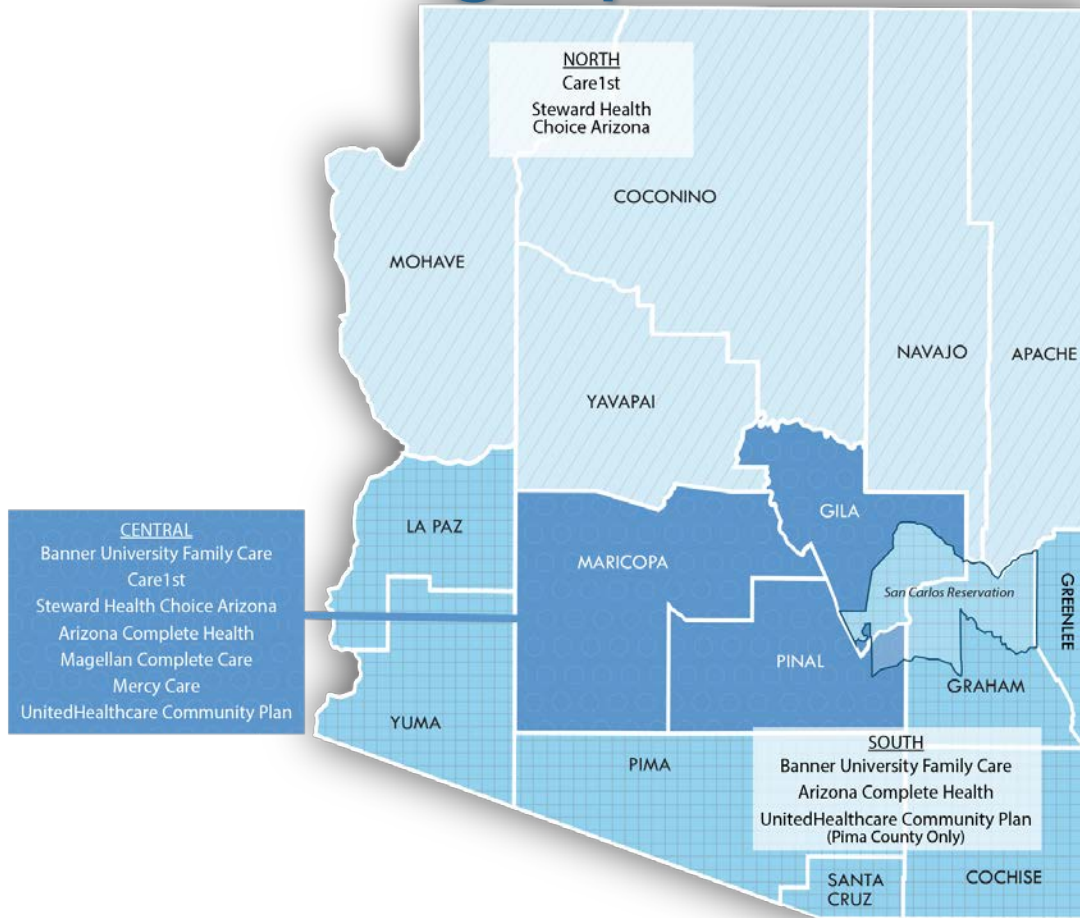 NORTH
Care1st
Steward Health
Choice Arizona
COCONINO
MOHAVE
NAVAJO
APACHE
YAVAPAI
GILA
LA PAZ
MARICOPA
San Carlos Reservation
GREENLEE
PINAL
GRAHAM
YUMA
PIMA
CENTRAL
Banner University Family Care
Care1st
Steward Health Choice Arizona
Arizona Complete Health
Magellan Complete Care
Mercy Care
UnitedHealthcare Community Plan
SOUTH
Banner University Family Care
Arizona Complete Health
UnitedHealthcare Community Plan
(Pima County Only)
SANTA
CRUZ
COCHISE